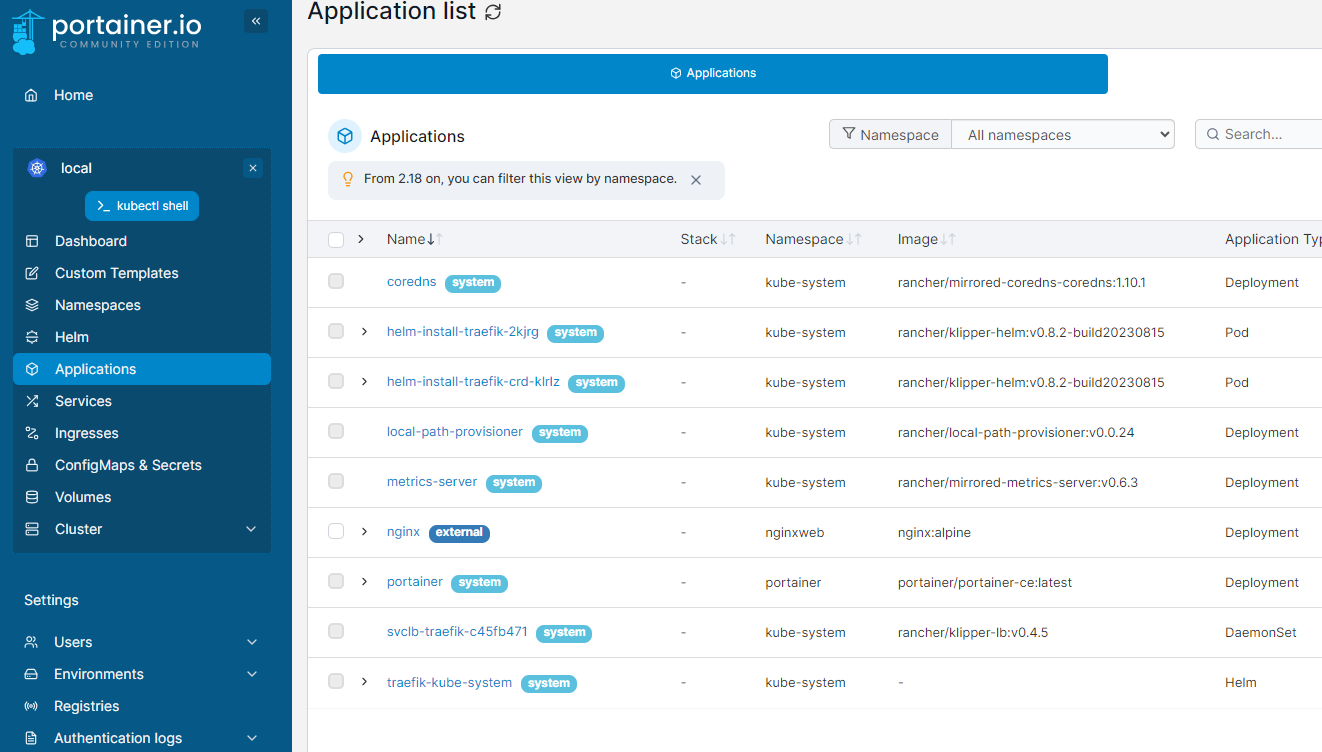 portainer.io
COMMUNITY EDITION
Home
local
kubectl shell
Dashboard
Custom Templates
Namespaces
Helm
Applications
Services
Ingresses
ConfigMaps & Secrets
Volumes
Cluster
Settings
Users
Environments
Registries
Authentication logs
Application list
Applications
Applications Namespace All namespaces Search...
From 2.18 on, you can filter this view by namespace.
Name Stack Namespace Image Application Typ
coredns system - kube-system rancher/mirrored-coredns-coredns:1.10.1 Deployment
helm-install-traefik-2kjrg system - kube-system rancher/klipper-helm:v0.8.2-build20230815 Pod
helm-install-traefik-crd-klrlz system - kube-system rancher/klipper-helm:v0.8.2-build20230815 Pod
local-path-provisioner system - kube-system rancher/local-path-provisioner:v0.0.24 Deployment
metrics-server system - kube-system rancher/mirrored-metrics-server:v0.6.3 Deployment
nginx external - nginxweb nginx:alpine Deployment
portainer system - portainer portainer/portainer-ce:latest Deployment
svclb-traefik-c45fb471 system - kube-system rancher/klipper-lb:v0.4.5 DaemonSet
traefik-kube-system system - kube-system - Helm